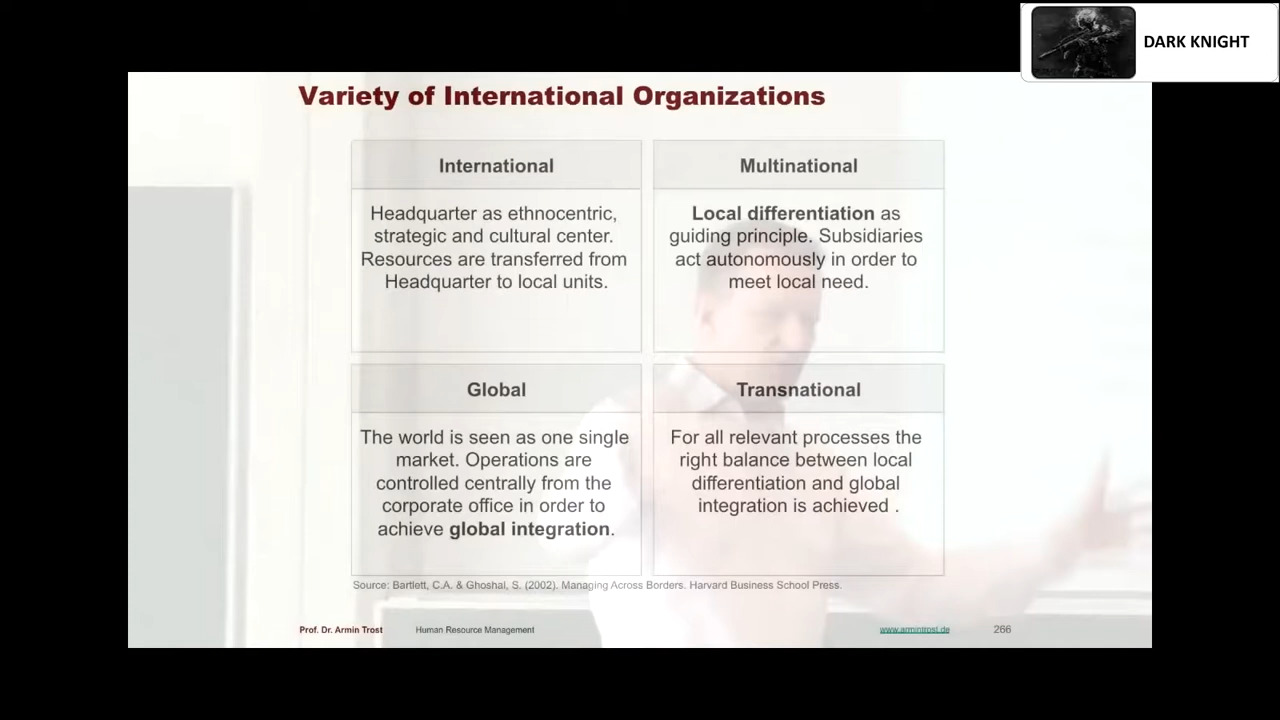 DARK KNIGHT
Variety of International Organizations
International
Headquarter as ethnocentric,
strategic and cultural center.
Resources are transferred from
Headquarter to local units.
Multinational
Local differentiation as
guiding principle. Subsidiaries
act autonomously in order to
meet local need.
Global
The world is seen as one single
market. Operations are
controlled centrally from the
corporate office in order to
achieve global integration.
Transnational
For all relevant processes the
right balance between local
differentiation and global
integration is achieved .
Source: Bartlett, C.A. & Ghoshal, S. (2002). Managing Across Borders. Harvard Business School Press.
Prof. Dr. Armin Trost Human Resource Management www.armintrost.de 266